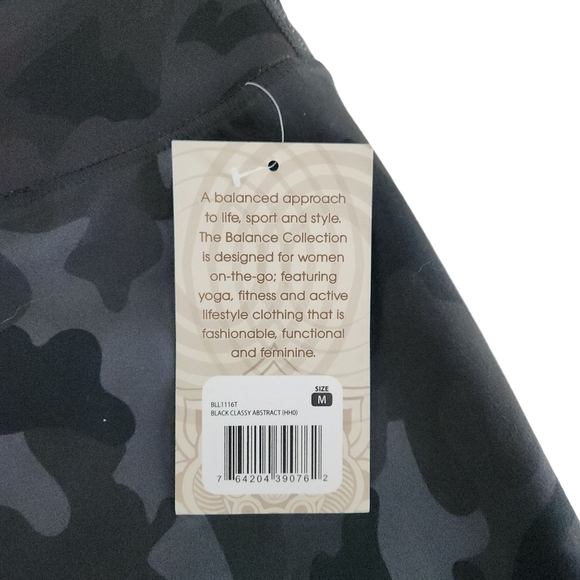 A balanced approach
to life, sport and style.
The Balance Collection
is designed for women
on-the-go; featuring
yoga, fitness and active
lifestyle clothing that is
fashionable, functional
and feminine.
SIZE
BLL1116T M
BLACK CLASSY ABSTRACT (HH0)
7 64204 39076 2